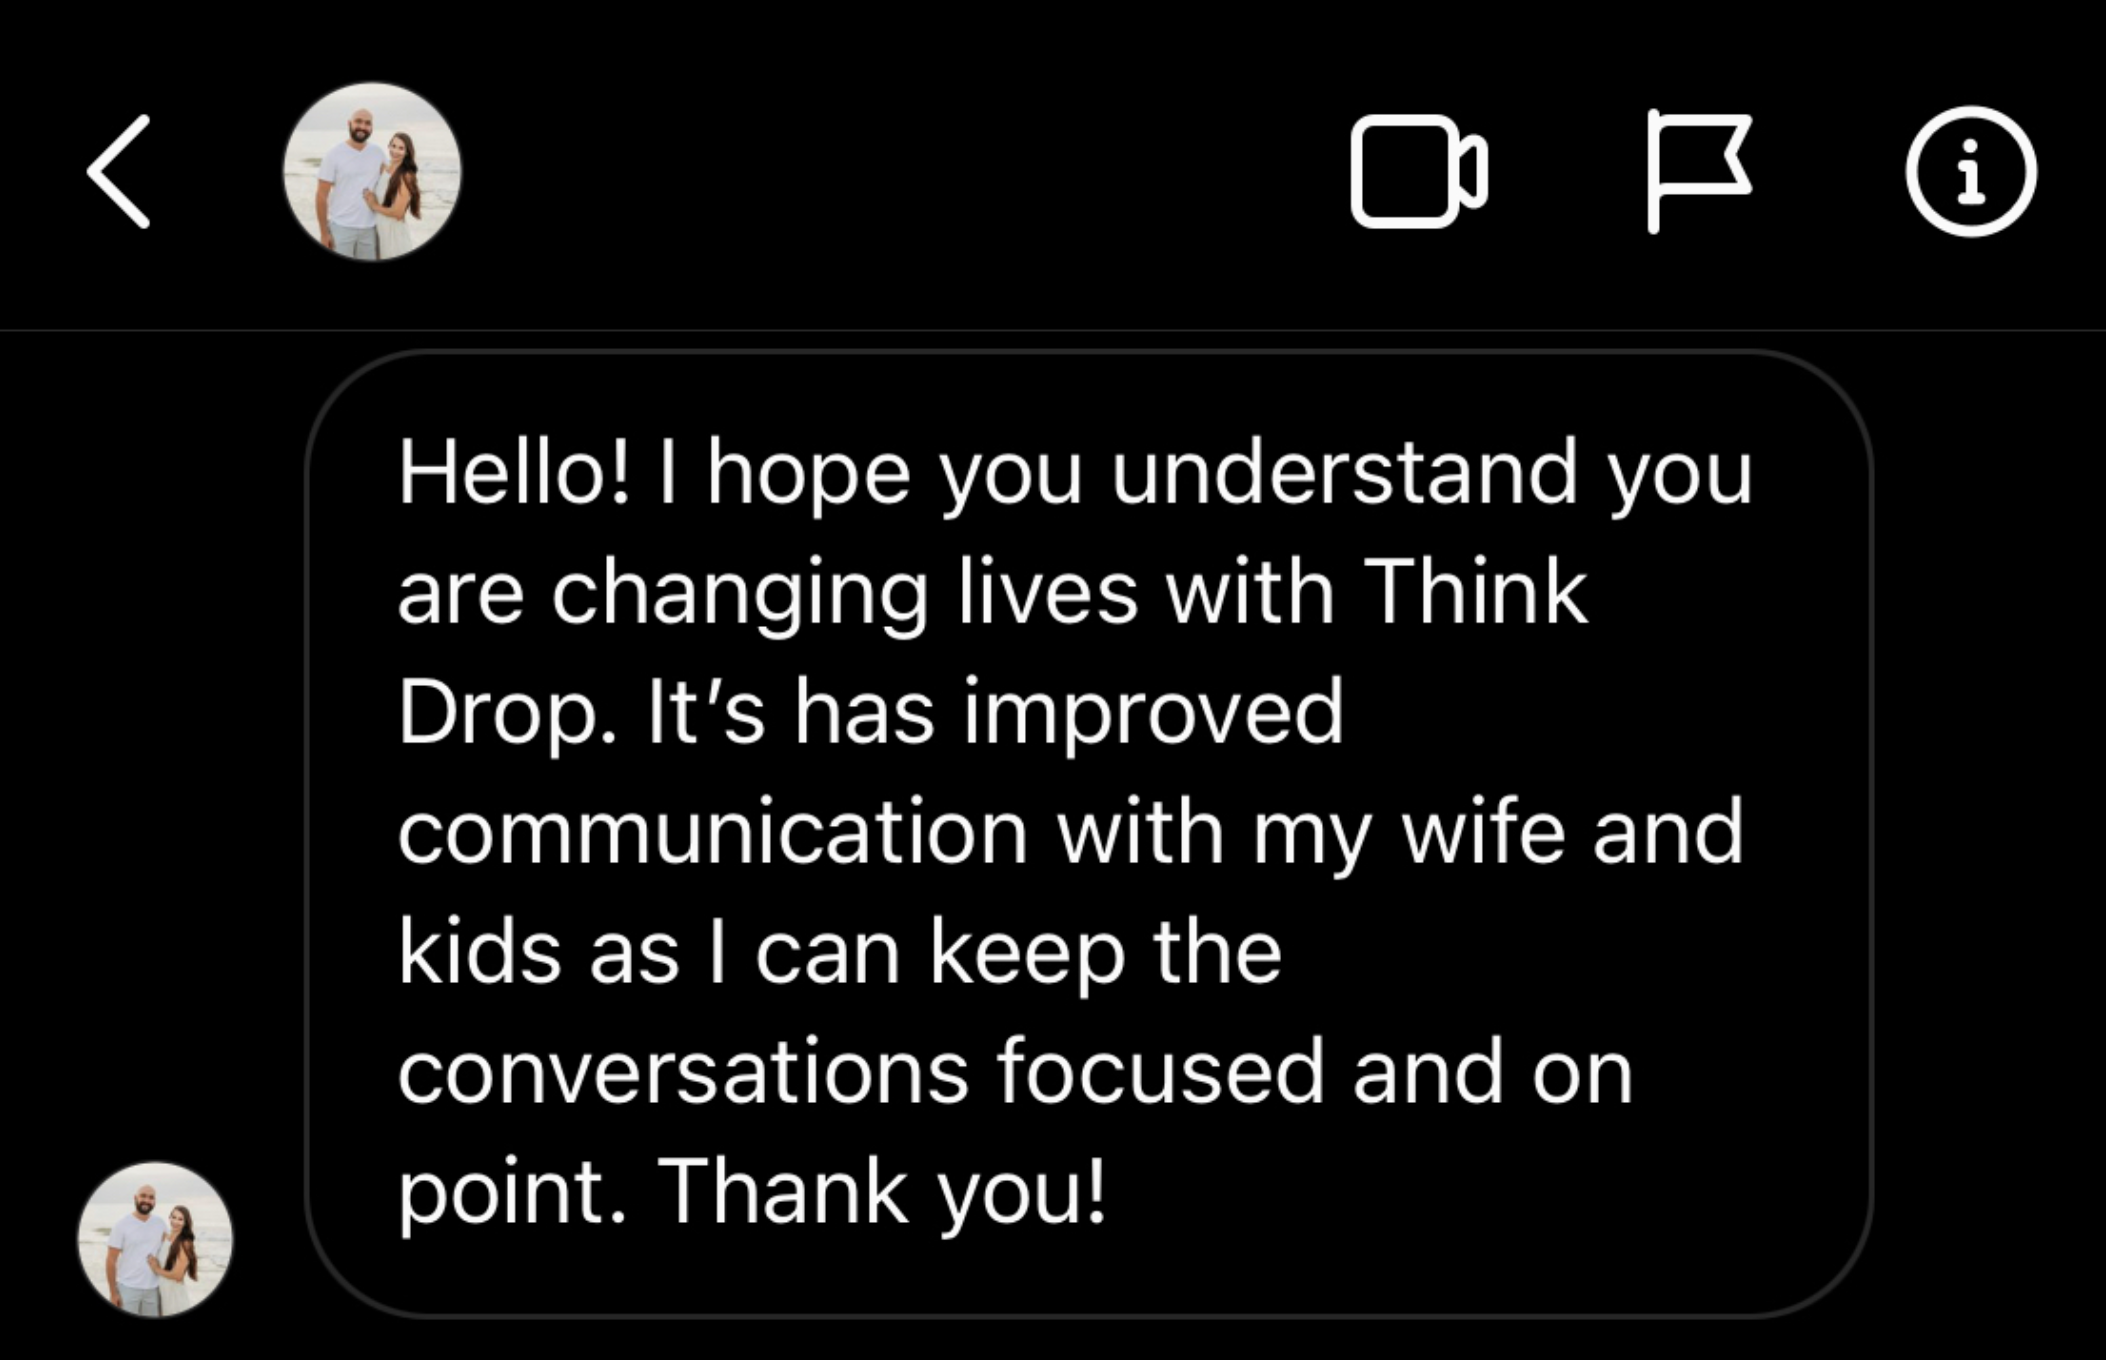 Hello! I hope you understand you
are changing lives with Think
Drop. It’s has improved
communication with my wife and
kids as I can keep the
conversations focused and on
point. Thank you!